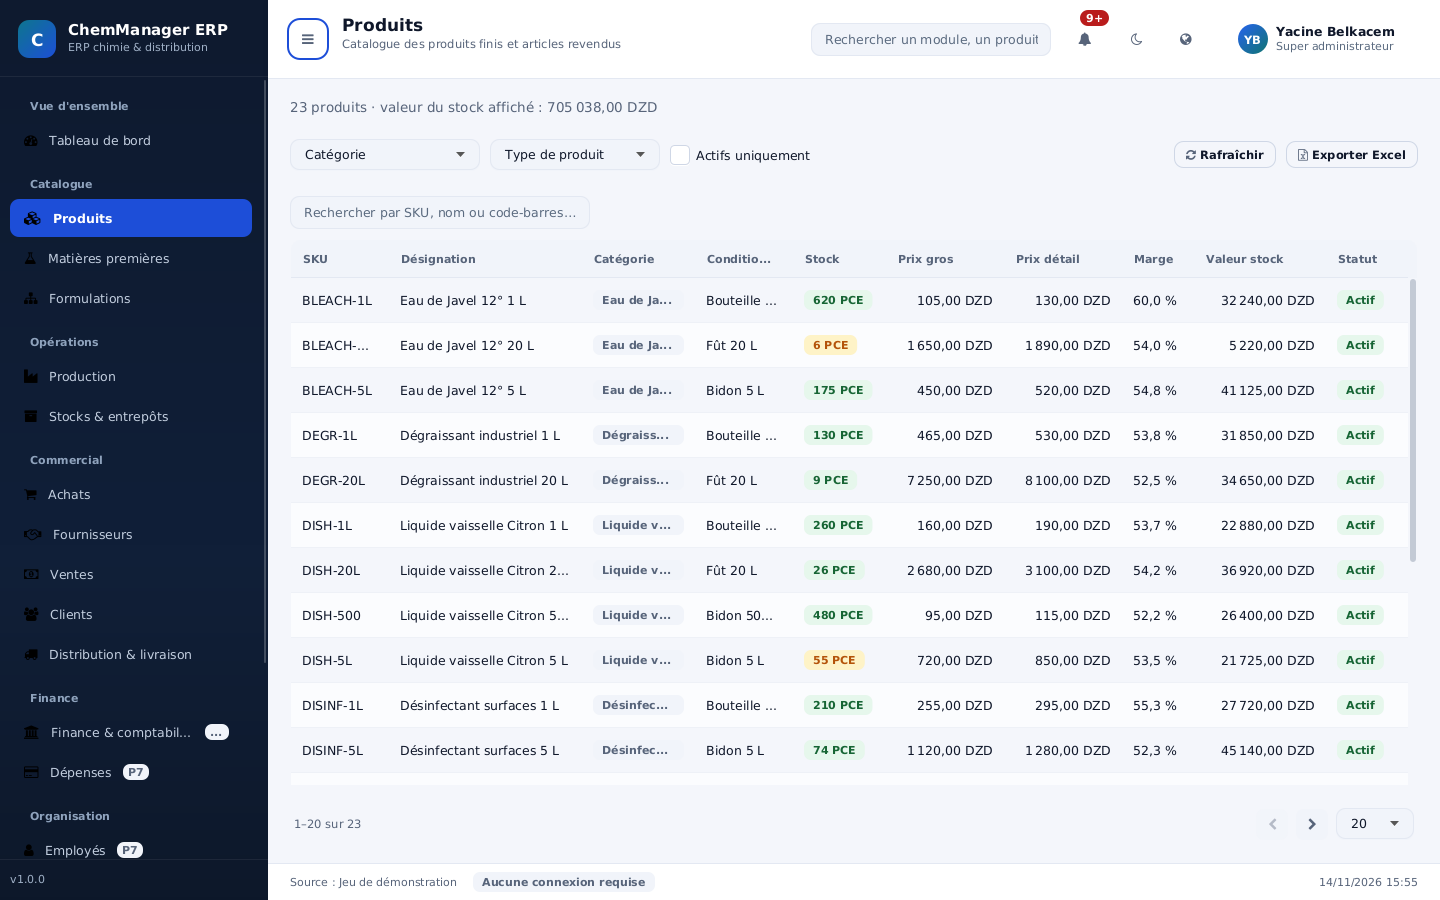 C
ChemManager ERP
ERP chimie & distribution
Vue d'ensemble
Tableau de bord
Catalogue
Produits
Matières premières
Formulations
Opérations
Production
Stocks & entrepôts
Commercial
Achats
Fournisseurs
Ventes
Clients
Distribution & livraison
Finance
Finance & comptabil... ...
Dépenses P7
Organisation
Employés P7
v1.0.0
Produits
Catalogue des produits finis et articles revendus
Rechercher un module, un produit
9+
YB
Yacine Belkacem
Super administrateur
23 produits · valeur du stock affiché : 705 038,00 DZD
Catégorie
Type de produit
Actifs uniquement
Rafraîchir
Exporter Excel
Rechercher par SKU, nom ou code-barres...
SKU Désignation Catégorie Conditio... Stock Prix gros Prix détail Marge Valeur stock Statut
BLEACH-1L Eau de Javel 12° 1 L Eau de Ja... Bouteille ... 620 PCE 105,00 DZD 130,00 DZD 60,0 % 32 240,00 DZD Actif
BLEACH-... Eau de Javel 12° 20 L Eau de Ja... Fût 20 L 6 PCE 1 650,00 DZD 1 890,00 DZD 54,0 % 5 220,00 DZD Actif
BLEACH-5L Eau de Javel 12° 5 L Eau de Ja... Bidon 5 L 175 PCE 450,00 DZD 520,00 DZD 54,8 % 41 125,00 DZD Actif
DEGR-1L Dégraissant industriel 1 L Dégraiss... Bouteille ... 130 PCE 465,00 DZD 530,00 DZD 53,8 % 31 850,00 DZD Actif
DEGR-20L Dégraissant industriel 20 L Dégraiss... Fût 20 L 9 PCE 7 250,00 DZD 8 100,00 DZD 52,5 % 34 650,00 DZD Actif
DISH-1L Liquide vaisselle Citron 1 L Liquide v... Bouteille ... 260 PCE 160,00 DZD 190,00 DZD 53,7 % 22 880,00 DZD Actif
DISH-20L Liquide vaisselle Citron 2... Liquide v... Fût 20 L 26 PCE 2 680,00 DZD 3 100,00 DZD 54,2 % 36 920,00 DZD Actif
DISH-500 Liquide vaisselle Citron 5... Liquide v... Bidon 50... 480 PCE 95,00 DZD 115,00 DZD 52,2 % 26 400,00 DZD Actif
DISH-5L Liquide vaisselle Citron 5 L Liquide v... Bidon 5 L 55 PCE 720,00 DZD 850,00 DZD 53,5 % 21 725,00 DZD Actif
DISINF-1L Désinfectant surfaces 1 L Désinfec... Bouteille ... 210 PCE 255,00 DZD 295,00 DZD 55,3 % 27 720,00 DZD Actif
DISINF-5L Désinfectant surfaces 5 L Désinfec... Bidon 5 L 74 PCE 1 120,00 DZD 1 280,00 DZD 52,3 % 45 140,00 DZD Actif
1–20 sur 23
20
Source : Jeu de démonstration
Aucune connexion requise
14/11/2026 15:55